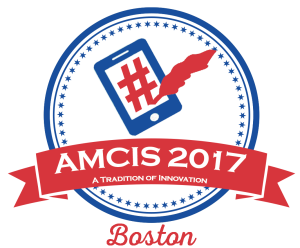 #
AMCIS 2017
A Tradition of Innovation
Boston